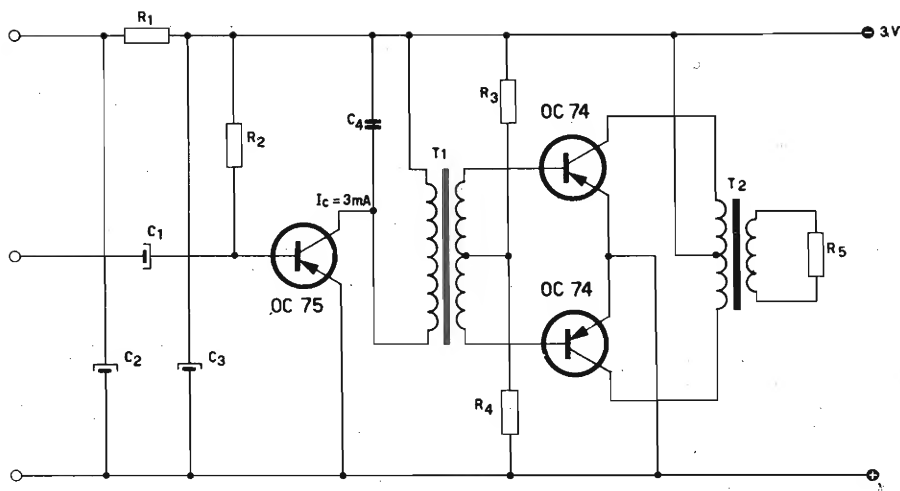 R1
3V
R2
C4
R3
OC 74
T1
T2
Ic = 3mA
C1
R5
OC 75
OC 74
C2
C3
R4